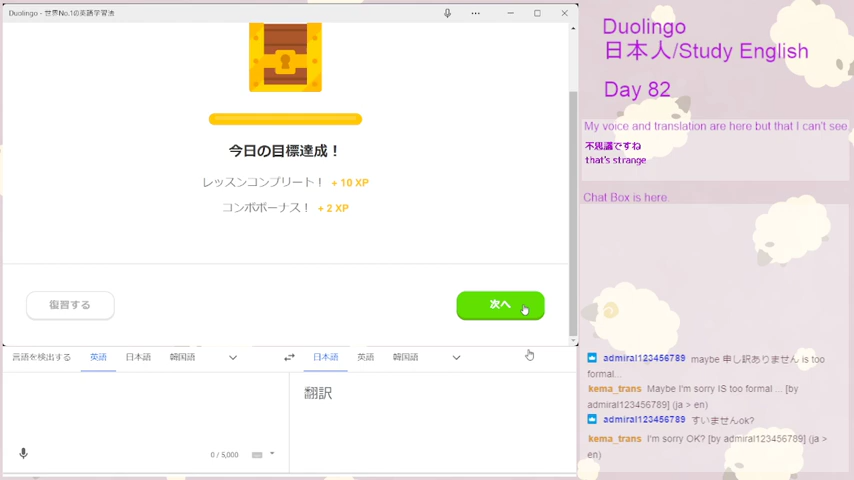 Duolingo - 世界No.1の英語学習法
今日の目標達成！
レッスンコンプリート！ + 10 XP
コンボボーナス！ + 2 XP
復習する
次へ
言語を検出する 英語 日本語 韓国語 日本語 英語 韓国語
翻訳
0 / 5,000
Duolingo
日本人/Study English
Day 82
My voice and translation are here but that I can't see
不思議ですね
that's strange
Chat Box is here.
admiral123456789 maybe 申し訳ありません is too
formal...
kema_trans Maybe I'm sorry IS too formal ... [by
admiral123456789] (ja > en)
admiral123456789 すいませんok?
kema_trans I'm sorry OK? [by admiral123456789] (ja >
en)